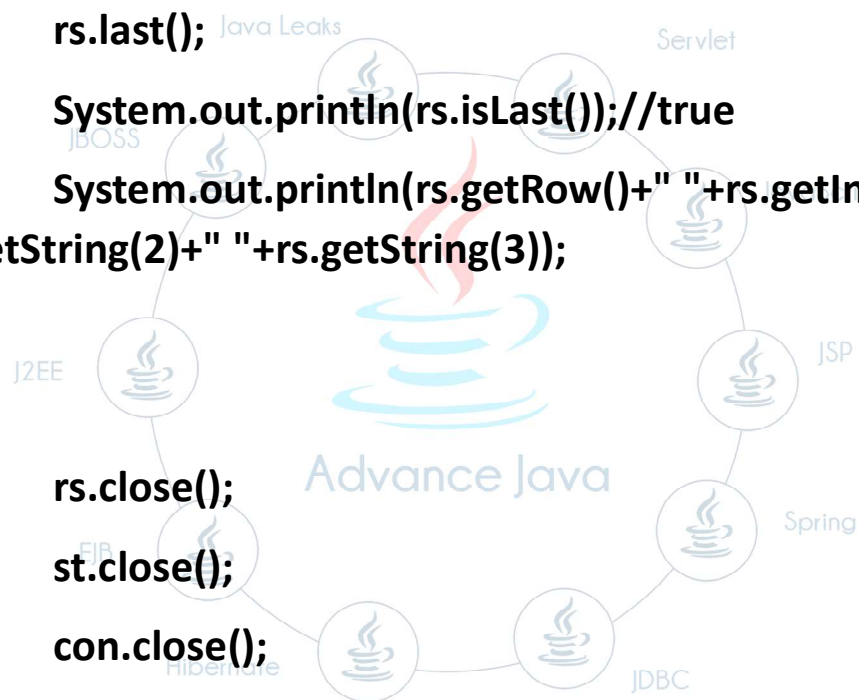 rs.last();
Java Leaks
Servlet
System.out.println(rs.isLast());//true
JBOSS
System.out.println(rs.getRow()+" "+rs.getIn
etString(2)+" "+rs.getString(3));
J2EE
JSP
Advance Java
rs.close();
Spring
EJB
st.close();
con.close();
Hibernate
JDBC